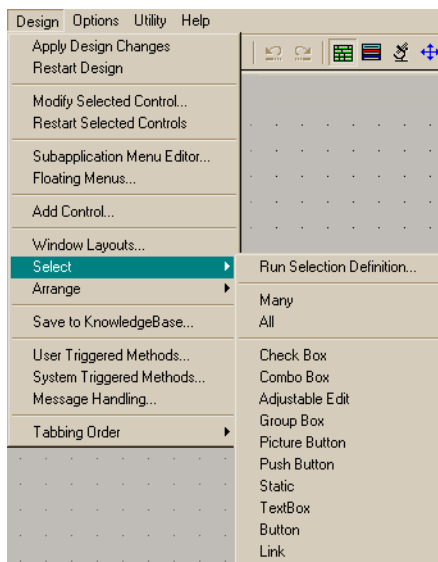 Design Options Utility Help
Apply Design Changes
Restart Design
Modify Selected Control...
Restart Selected Controls
Subapplication Menu Editor...
Floating Menus...
Add Control...
Window Layouts...
Select
Arrange
Save to KnowledgeBase...
User Triggered Methods...
System Triggered Methods...
Message Handling...
Tabbing Order
Run Selection Definition...
Many
All
Check Box
Combo Box
Adjustable Edit
Group Box
Picture Button
Push Button
Static
TextBox
Button
Link